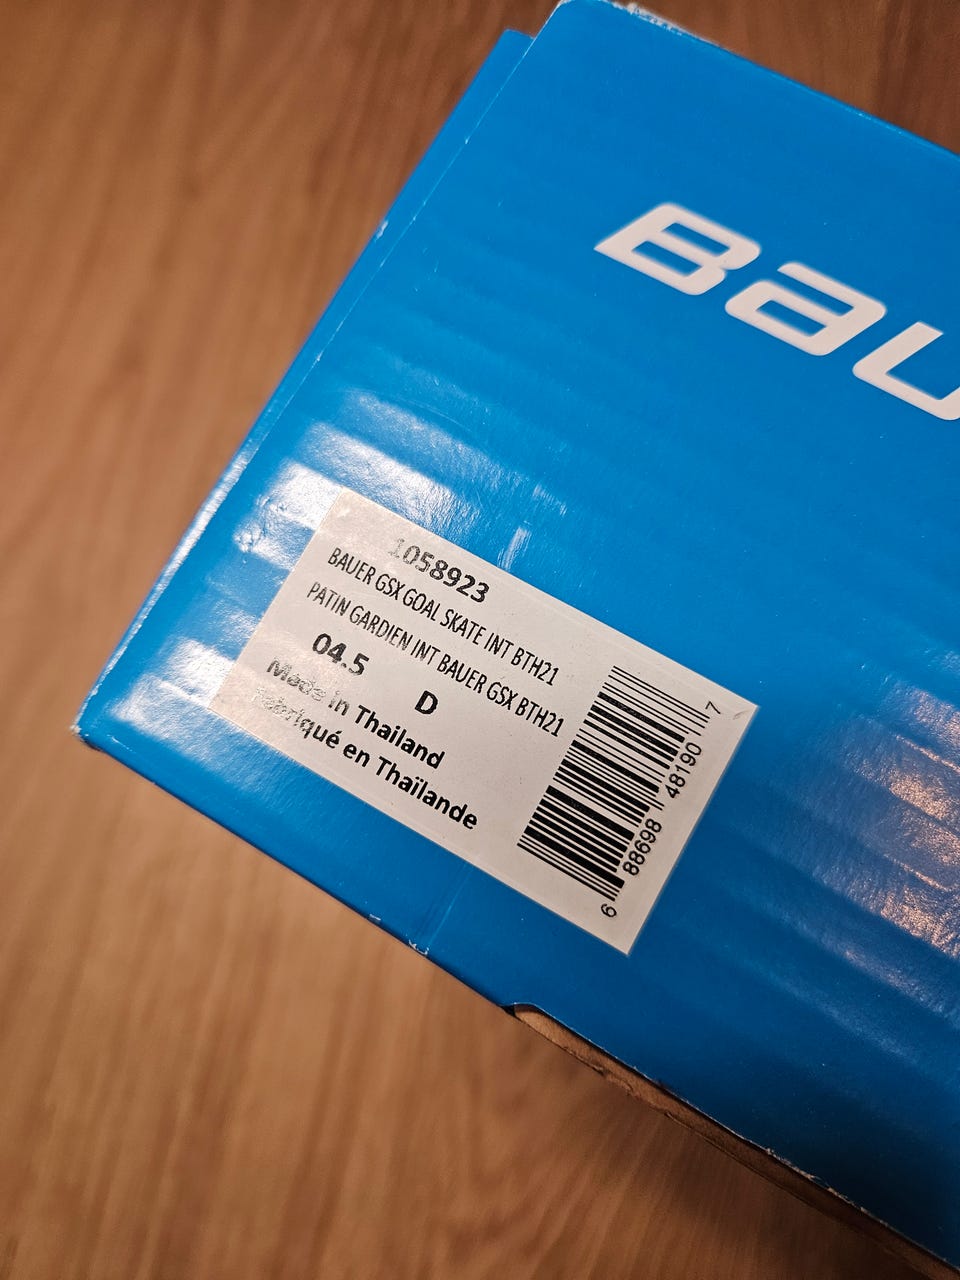 BAU
1058923
BAUER GSX GOAL SKATE INT BTH21
PATIN GARDIEN INT BAUER GSX BTH21
04.5 D
Made in Thailand
Fabriqué en Thaïlande
6 88698 48190 7